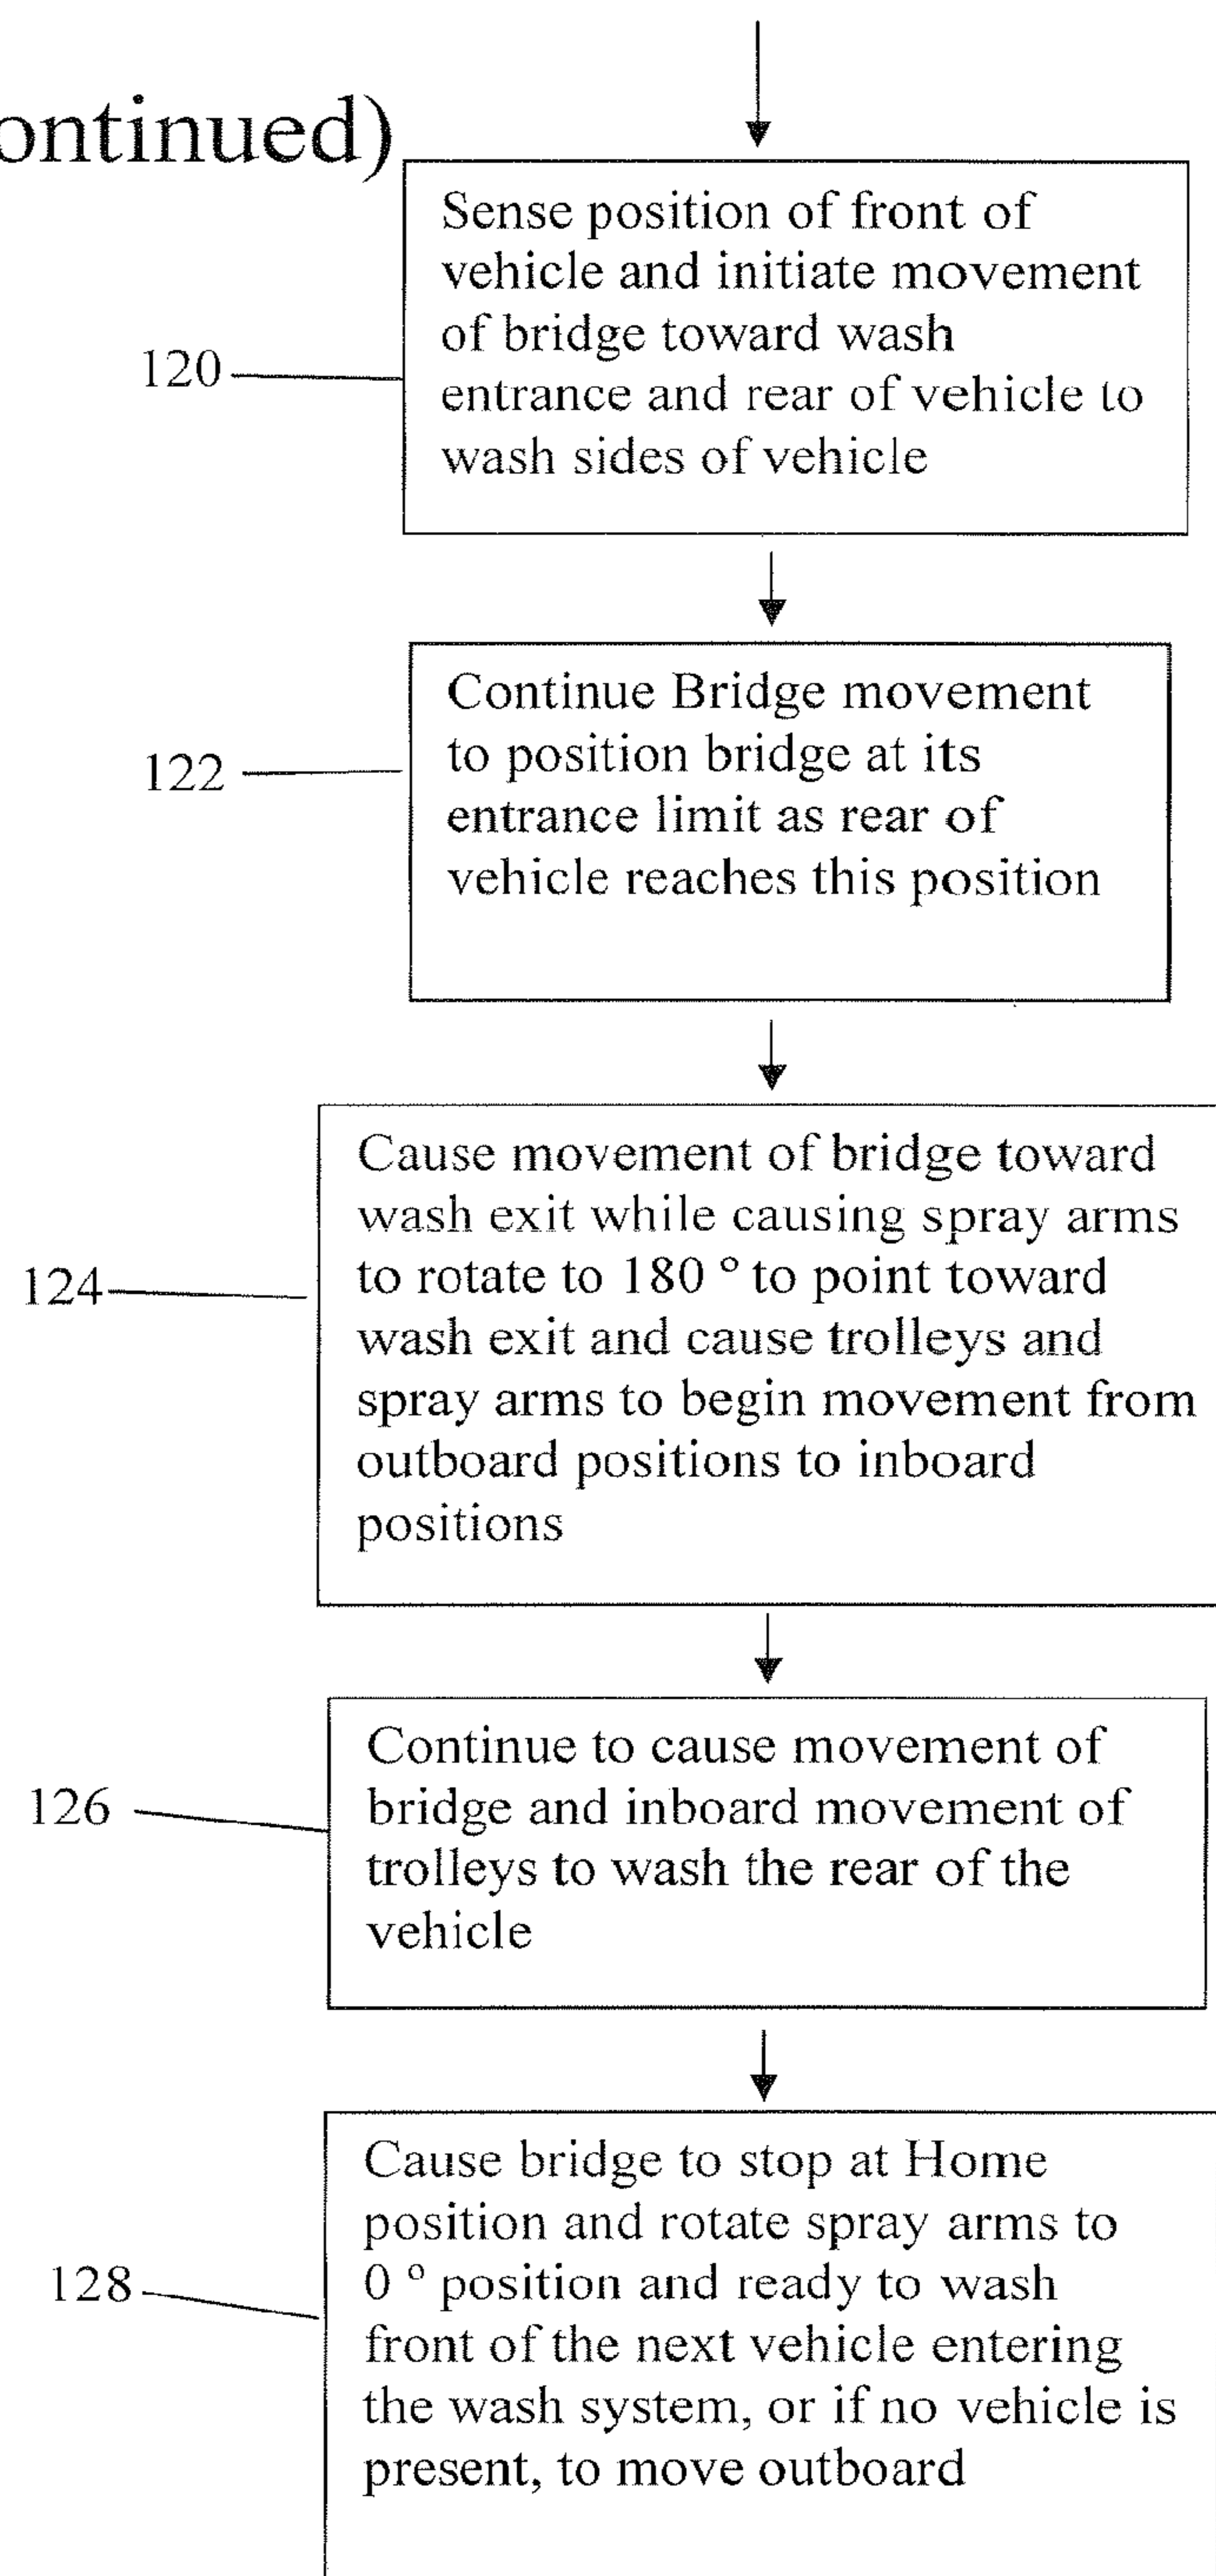 ontinued)
Sense position of front of
vehicle and initiate movement
of bridge toward wash
entrance and rear of vehicle to
wash sides of vehicle
120
Continue Bridge movement
to position bridge at its
entrance limit as rear of
vehicle reaches this position
122
Cause movement of bridge toward
wash exit while causing spray arms
to rotate to 180 ° to point toward
wash exit and cause trolleys and
spray arms to begin movement from
outboard positions to inboard
positions
124
Continue to cause movement of
bridge and inboard movement of
trolleys to wash the rear of the
vehicle
126
Cause bridge to stop at Home
position and rotate spray arms to
0 ° position and ready to wash
front of the next vehicle entering
the wash system, or if no vehicle is
present, to move outboard
128